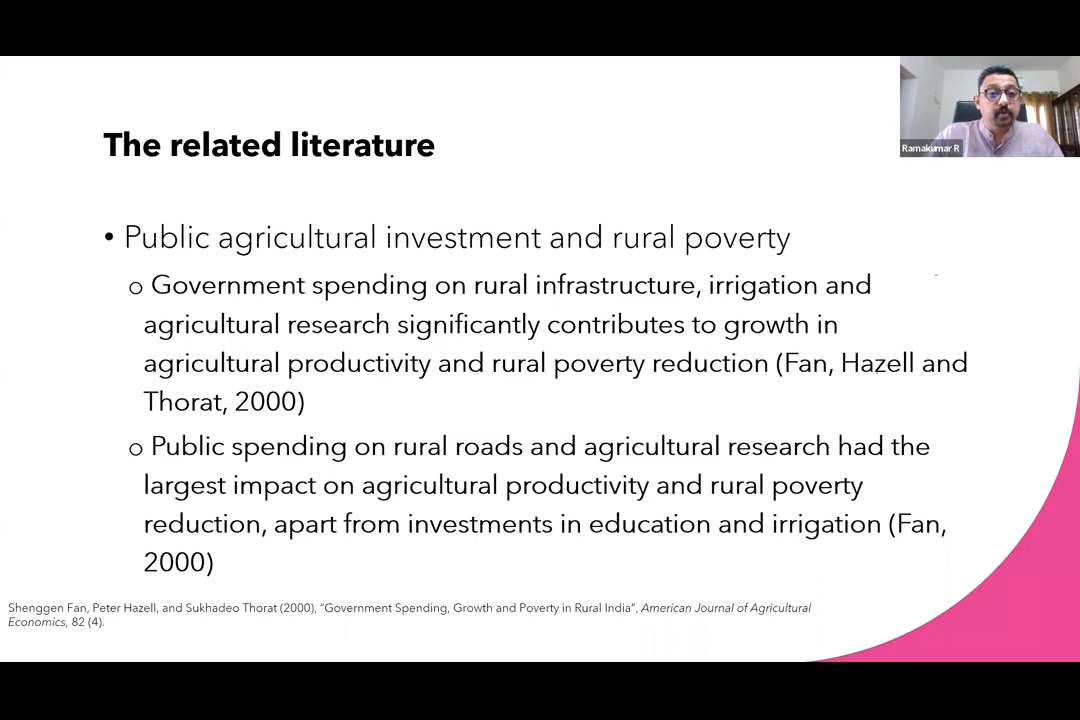 The related literature
Ramakumar R
• Public agricultural investment and rural poverty
o Government spending on rural infrastructure, irrigation and
agricultural research significantly contributes to growth in
agricultural productivity and rural poverty reduction (Fan, Hazell and
Thorat, 2000)
o Public spending on rural roads and agricultural research had the
largest impact on agricultural productivity and rural poverty
reduction, apart from investments in education and irrigation (Fan,
2000)
Shenggen Fan, Peter Hazell, and Sukhadeo Thorat (2000), “Government Spending, Growth and Poverty in Rural India”, American Journal of Agricultural
Economics, 82 (4).